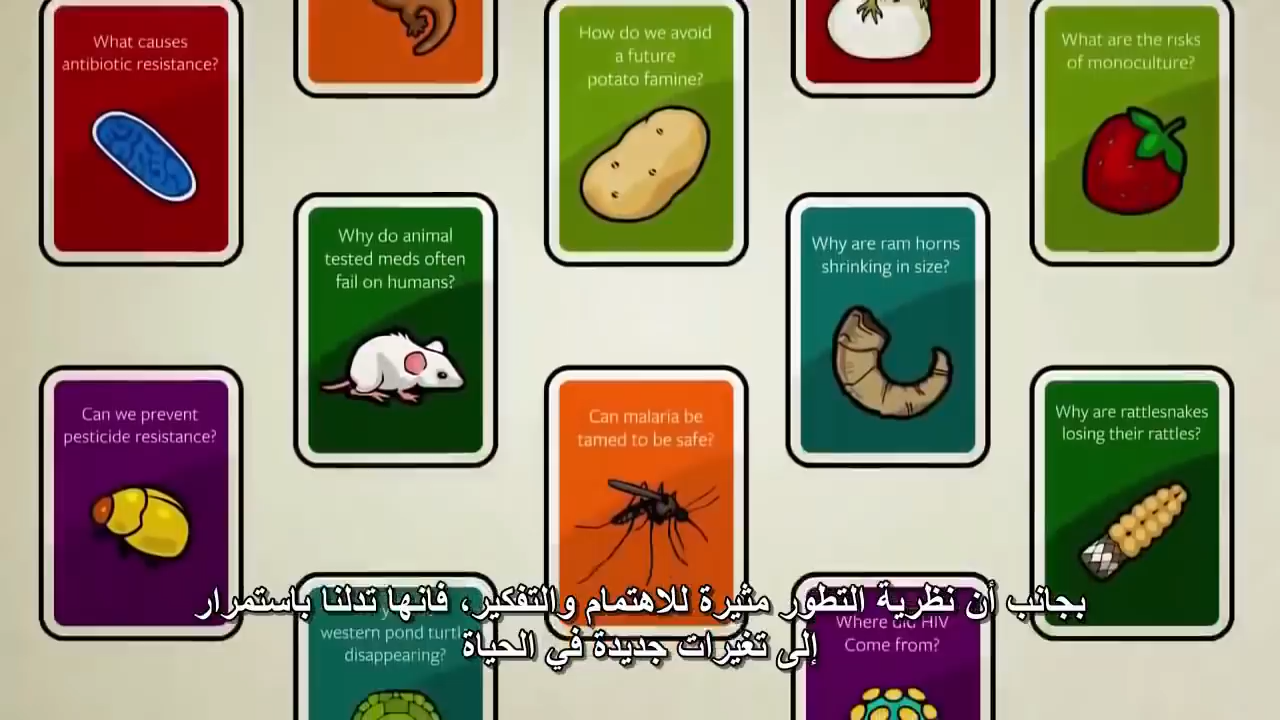 What causes
antibiotic resistance?
How do we avoid
a future
potato famine?
What are the risks
of monoculture?
Why do animal
tested meds often
fail on humans?
Why are ram horns
shrinking in size?
Can we prevent
pesticide resistance?
Can malaria be
tamed to be safe?
Why are rattlesnakes
losing their rattles?
western pond turtl
disappearing?
Where did HIV
Come from?
بجانب أن نظرية التطور مثيرة للاهتمام والتفكير، فانها تدلنا باستمرار
إلى تغيرات جديدة في الحياة